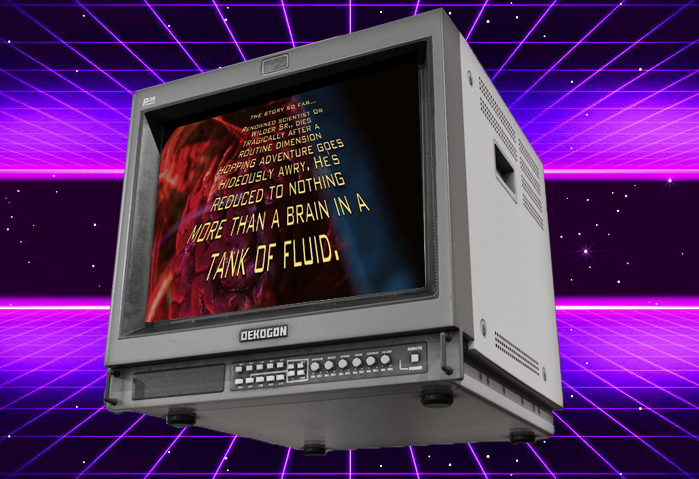 THE STORY SO FAR...
RENOWNED SCIENTIST DR
WILDER SR., DIES
TRAGICALLY AFTER A
ROUTINE DIMENSION
HOPPING ADVENTURE GOES
HIDEOUSLY AWRY. HE'S
REDUCED TO NOTHING
MORE THAN A BRAIN IN A
TANK OF FLUID.
DEKOGON